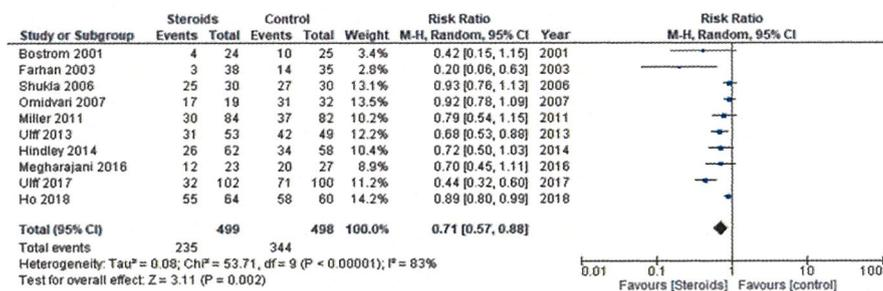 Steroids Control Risk Ratio Risk Ratio
Study or Subgroup Events Total Events Total Weight M-H, Random, 95% CI Year M-H, Random, 95% CI
Bostrom 2001 4 24 10 25 3.4% 0.42 [0.15, 1.15] 2001
Farhan 2003 3 38 14 35 2.8% 0.20 [0.06, 0.63] 2003
Shukla 2006 25 30 27 30 13.1% 0.93 [0.76, 1.13] 2006
Omidvari 2007 17 19 31 32 13.5% 0.92 [0.78, 1.09] 2007
Miller 2011 30 84 37 82 10.3% 0.79 [0.54, 1.15] 2011
Ulff 2013 31 53 42 49 12.2% 0.68 [0.53, 0.88] 2013
Hindley 2014 26 62 34 58 10.4% 0.72 [0.50, 1.03] 2014
Megharajani 2016 12 23 20 27 8.9% 0.70 [0.45, 1.11] 2016
Ulff 2017 32 102 71 100 11.2% 0.44 [0.32, 0.60] 2017
Ho 2018 55 64 58 60 14.2% 0.89 [0.80, 0.99] 2018
Total (95% CI) 499 498 100.0% 0.71 [0.57, 0.88]
Total events 235 344
Heterogeneity: Tau² = 0.08; Chi² = 53.71, df = 9 (P < 0.00001); I² = 83%
Test for overall effect: Z = 3.11 (P = 0.002)
0.01 0.1 1 10 100
Favours [Steroids] Favours [control]